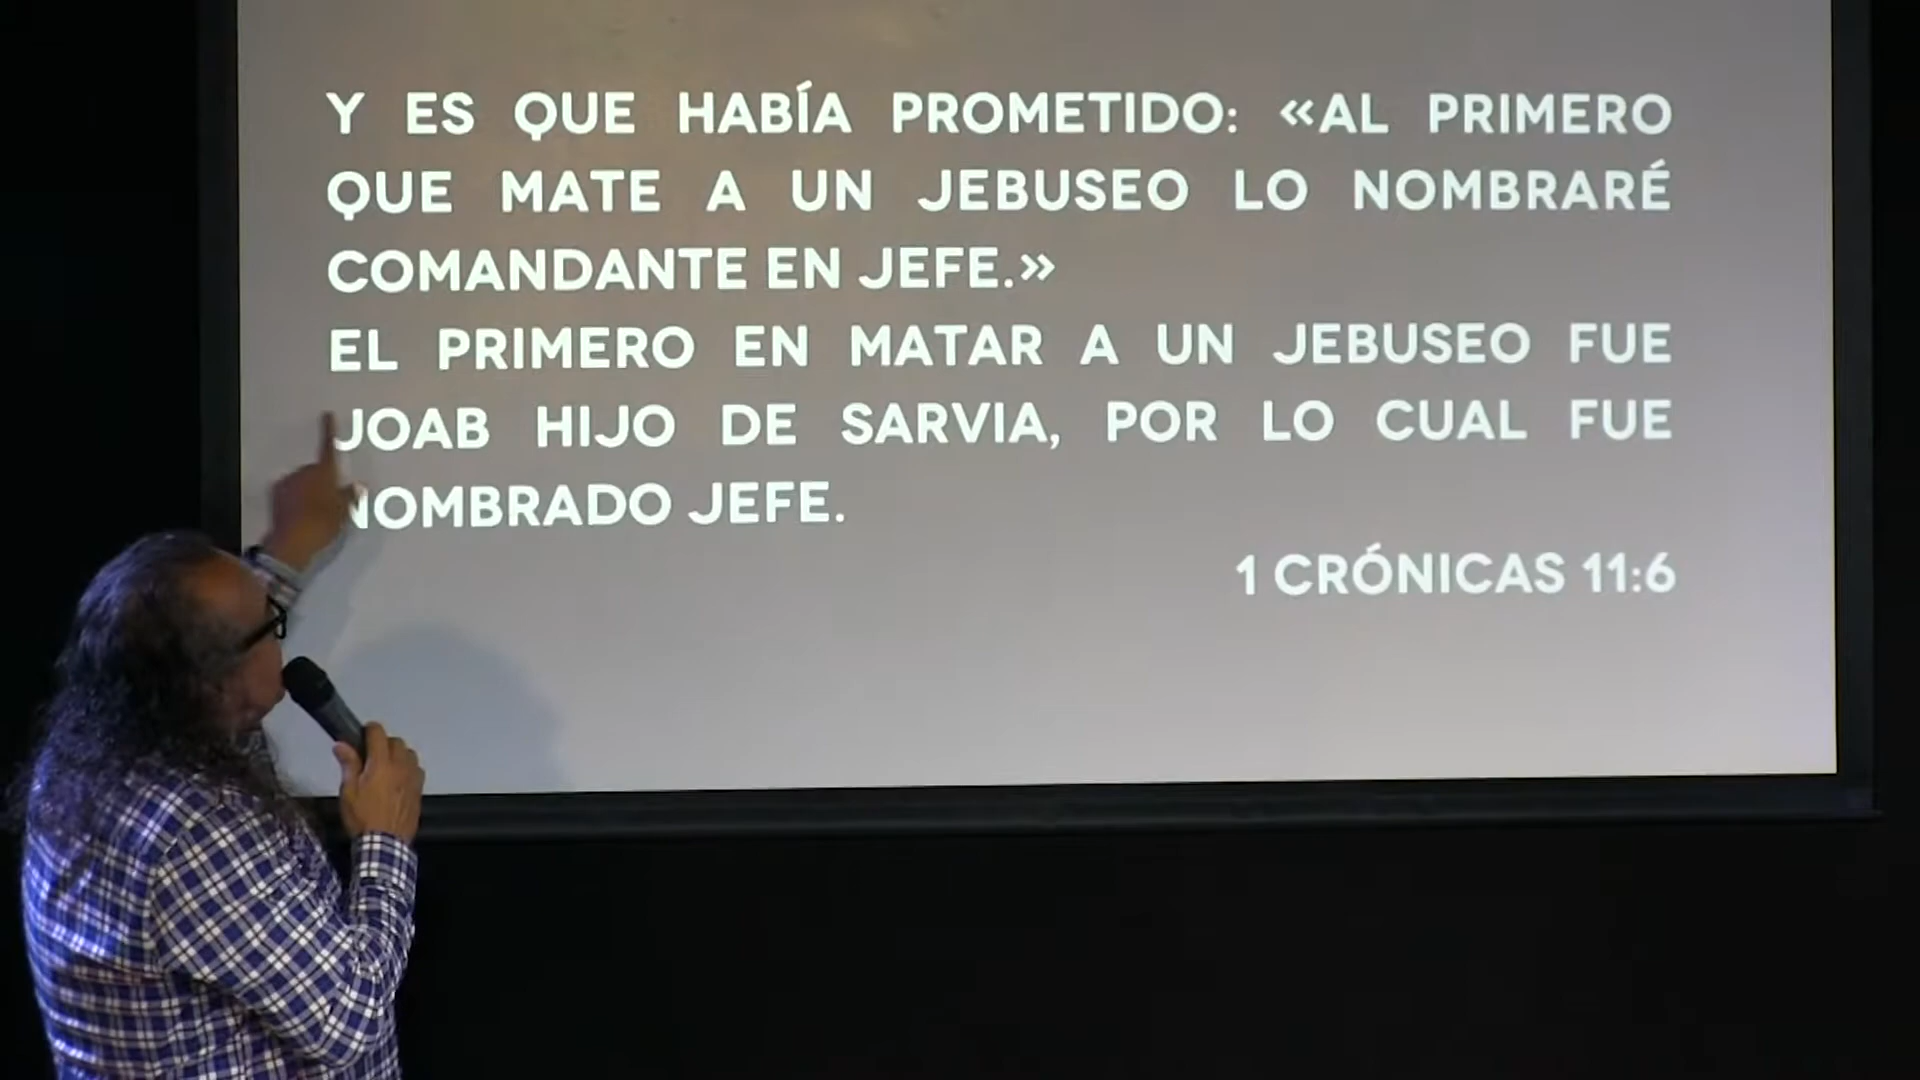 Y ES QUE HABÍA PROMETIDO: «AL PRIMERO
QUE MATE A UN JEBUSEO LO NOMBRARÉ
COMANDANTE EN JEFE.»
EL PRIMERO EN MATAR A UN JEBUSEO FUE
JOAB HIJO DE SARVIA, POR LO CUAL FUE
NOMBRADO JEFE.
1 CRÓNICAS 11:6